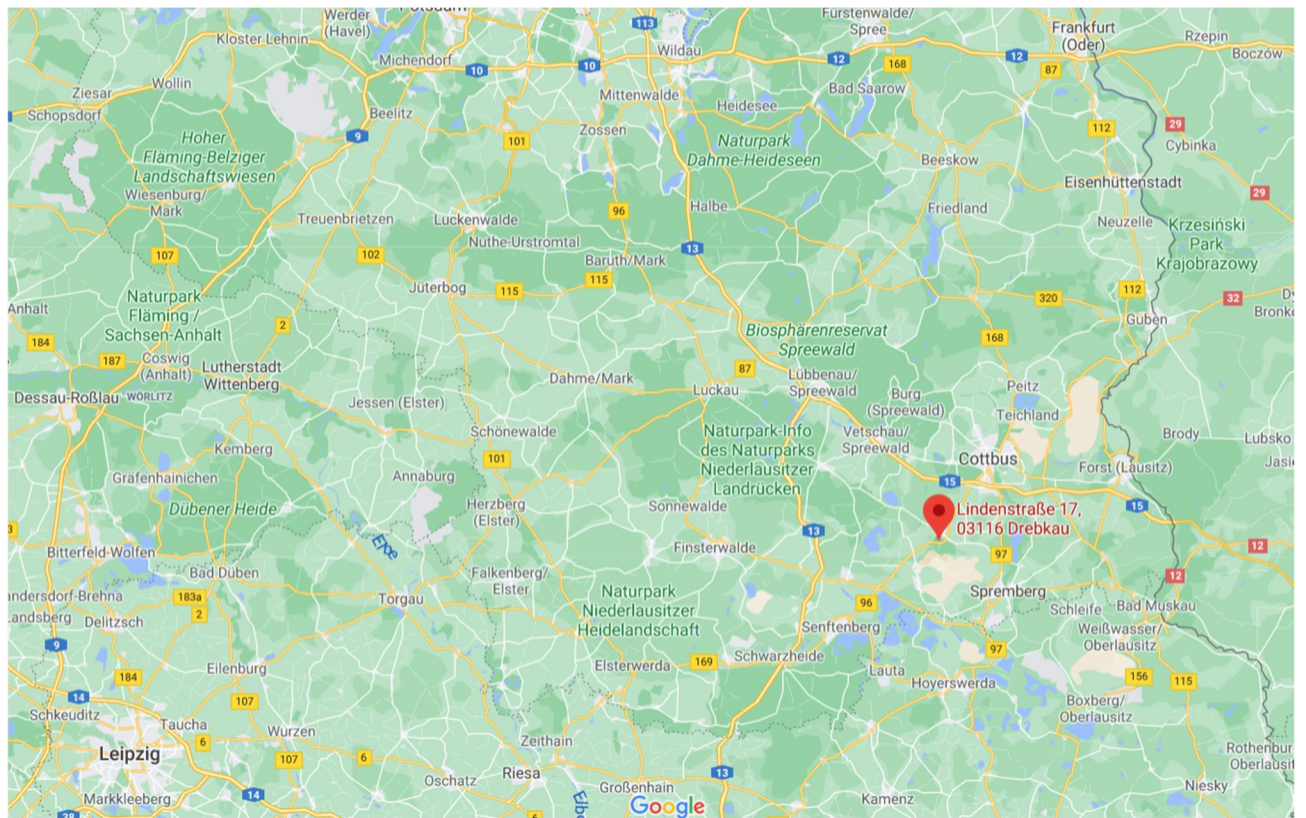 Potsdam
Werder
(Havel)
113
Fürstenwalde/
Spree
Frankfurt
(Oder)
Rzepin
Kloster Lehnin
Wildau
Boczów
Michendorf
10
10
12
168
12
87
Wollin
Ziesar
Schopsdorf
Beelitz
Mittenwalde
Heidesee
Bad Saarow
9
101
Zossen
112
29
Cybinka
Hoher
Fläming-Belziger
Landschaftswiesen
Naturpark
Dahme-Heideseen
Beeskow
Wiesenburg/
Mark
Eisenhüttenstadt
29
Treuenbrietzen
Luckenwalde
96
Halbe
Friedland
Neuzelle
Krzesiński
Park
Krajobrazowy
Nuthe-Urstromtal
107
102
Baruth/Mark
13
Jüterbog
115
115
320
112
32
Naturpark
Fläming /
Sachsen-Anhalt
Anhalt
Guben
2
Biosphärenreservat
Spreewald
168
184
187
Coswig
(Anhalt)
Lutherstadt
Wittenberg
87
Lübbenau/
Spreewald
Dahme/Mark
Luckau
Burg
(Spreewald)
Peitz
Dessau-Roßlau
WÖRLITZ
Jessen (Elster)
Teichland
Schönewalde
Naturpark-Info
des Naturparks
Niederlausitzer
Landrücken
Vetschau/
Spreewald
Brody
Lubsko
Kemberg
101
Cottbus
Forst (Lausitz)
Gräfenhainichen
Annaburg
15
Dübener Heide
Herzberg
(Elster)
Sonnewalde
Lindenstraße 17,
03116 Drebkau
15
3
13
Bitterfeld-Wolfen
Elbe
Finsterwalde
97
12
Bad Düben
Falkenberg/
Elster
12
183a
Torgau
Naturpark
Niederlausitzer
Heidelandschaft
96
Spremberg
Schleife
Bad Muskau
andersdorf-Brehna
Landsberg
2
Delitzsch
Senftenberg
Weißwasser/
Oberlausitz
9
Eilenburg
Elsterwerda
169
Schwarzheide
97
184
Lauta
Hoyerswerda
156
115
14
107
Boxberg/
Oberlausitz
Schkeuditz
Taucha
Wurzen
Leipzig
6
107
6
Zeithain
Riesa
13
Rothenbur
Oberlausit
Oschatz
Großenhain
Niesky
Markkleeberg
14
Elbe
Google
Kamenz
38
6